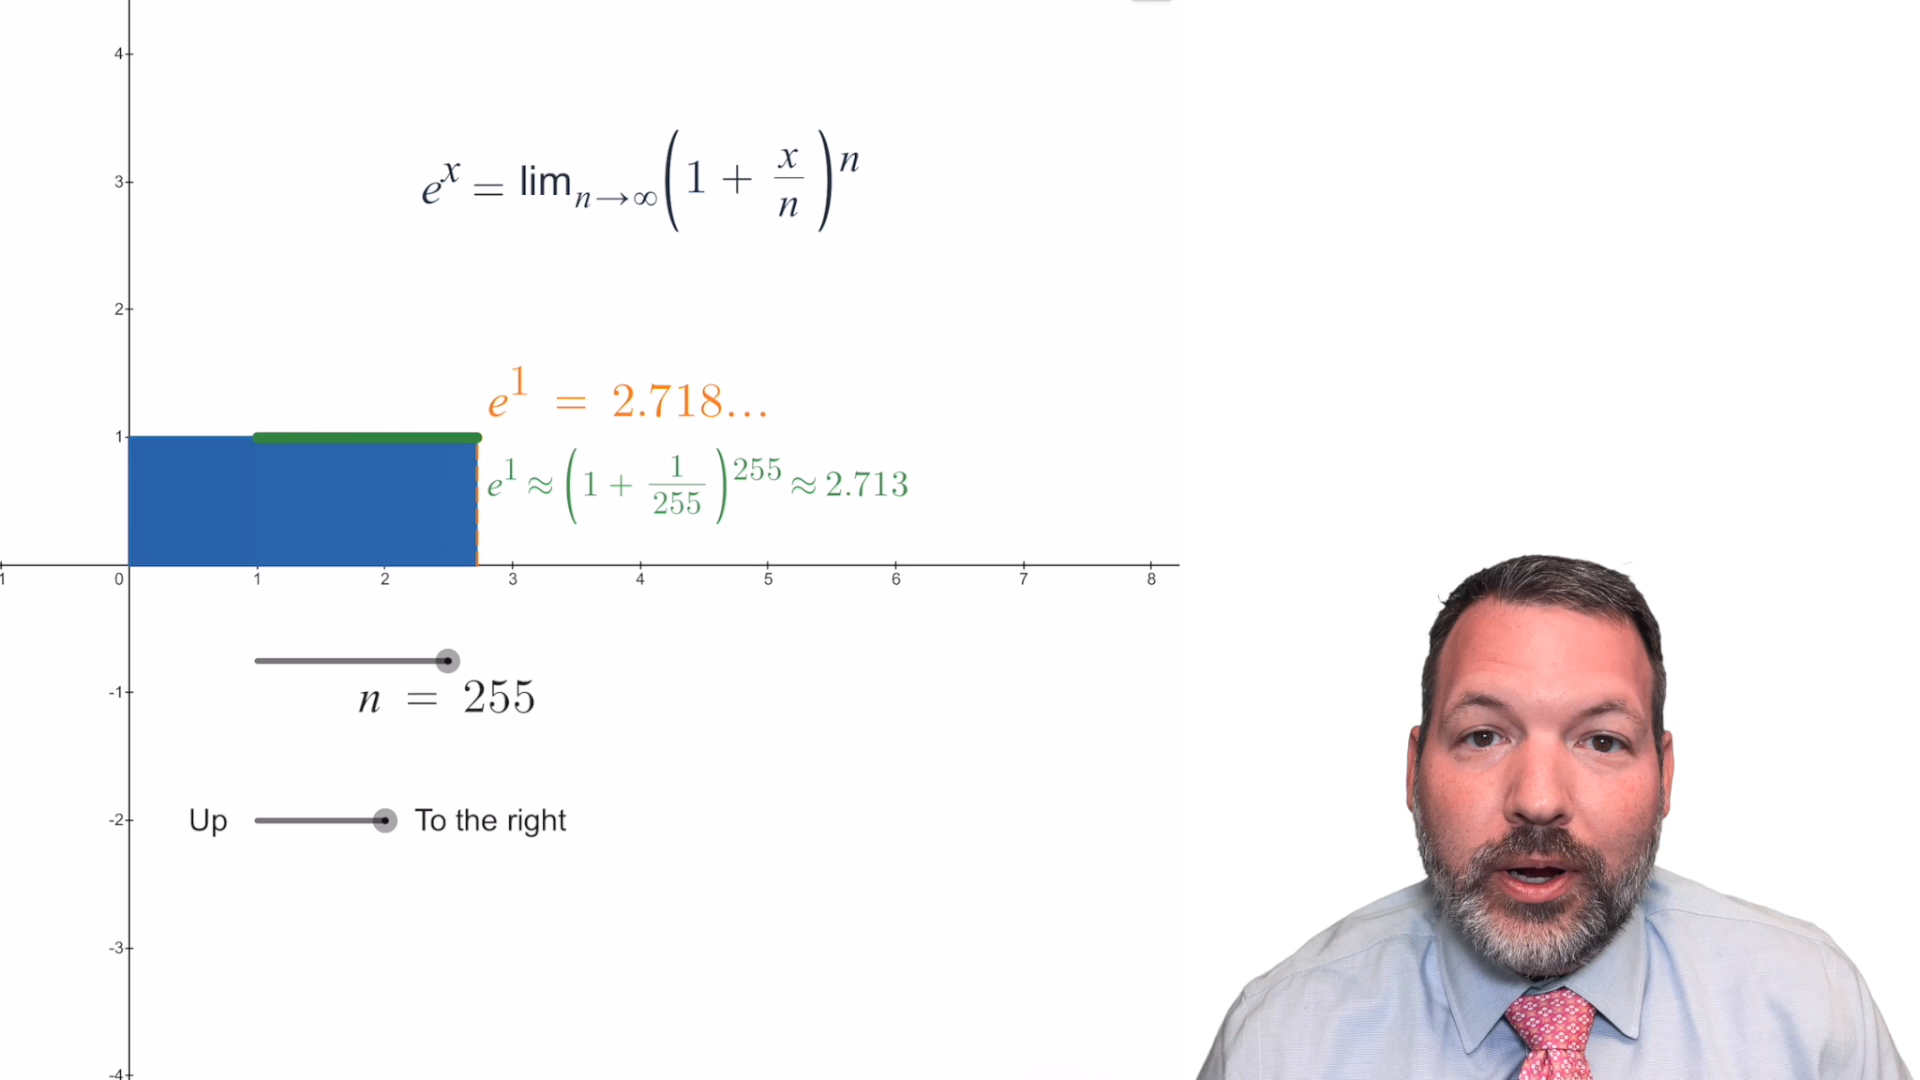 4
3
e^x = lim_{n→∞} (1 + x/n)^n
2
e^1 = 2.718...
1
e^1 ≈ (1 + 1/255)^255 ≈ 2.713
1 0 1 2 3 4 5 6 7 8
-1
n = 255
-2
Up To the right
-3
-4